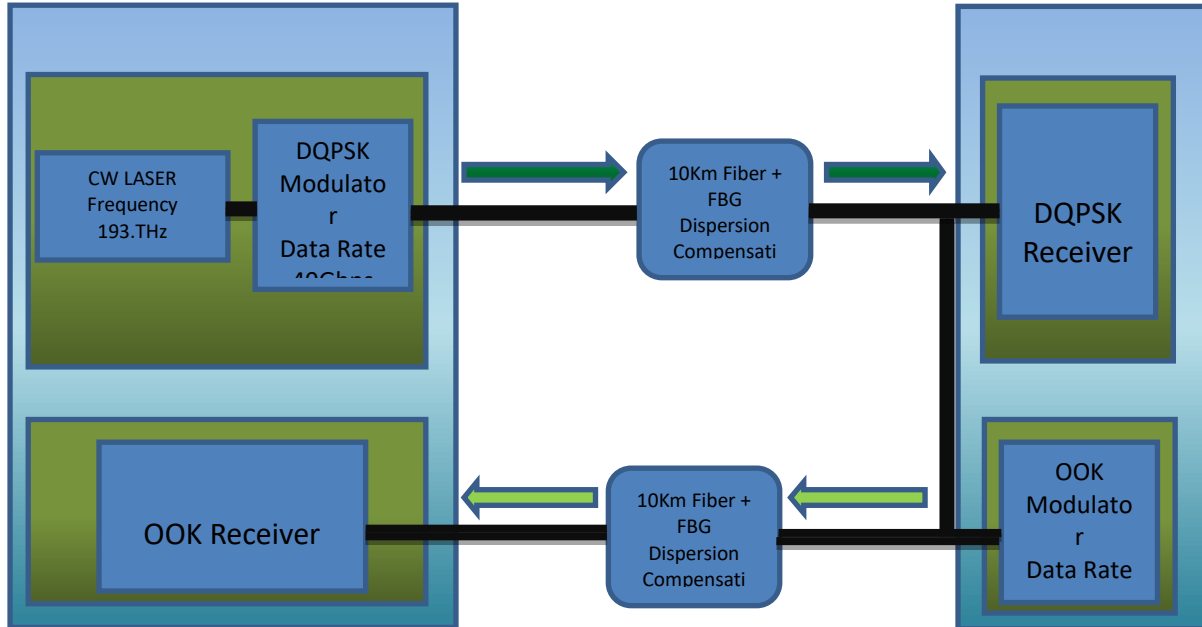 CW LASER
Frequency
193.THz
DQPSK
Modulato
r
Data Rate
40Gbps
10Km Fiber +
FBG
Dispersion
Compensati
DQPSK
Receiver
OOK Receiver
10Km Fiber +
FBG
Dispersion
Compensati
OOK
Modulato
r
Data Rate